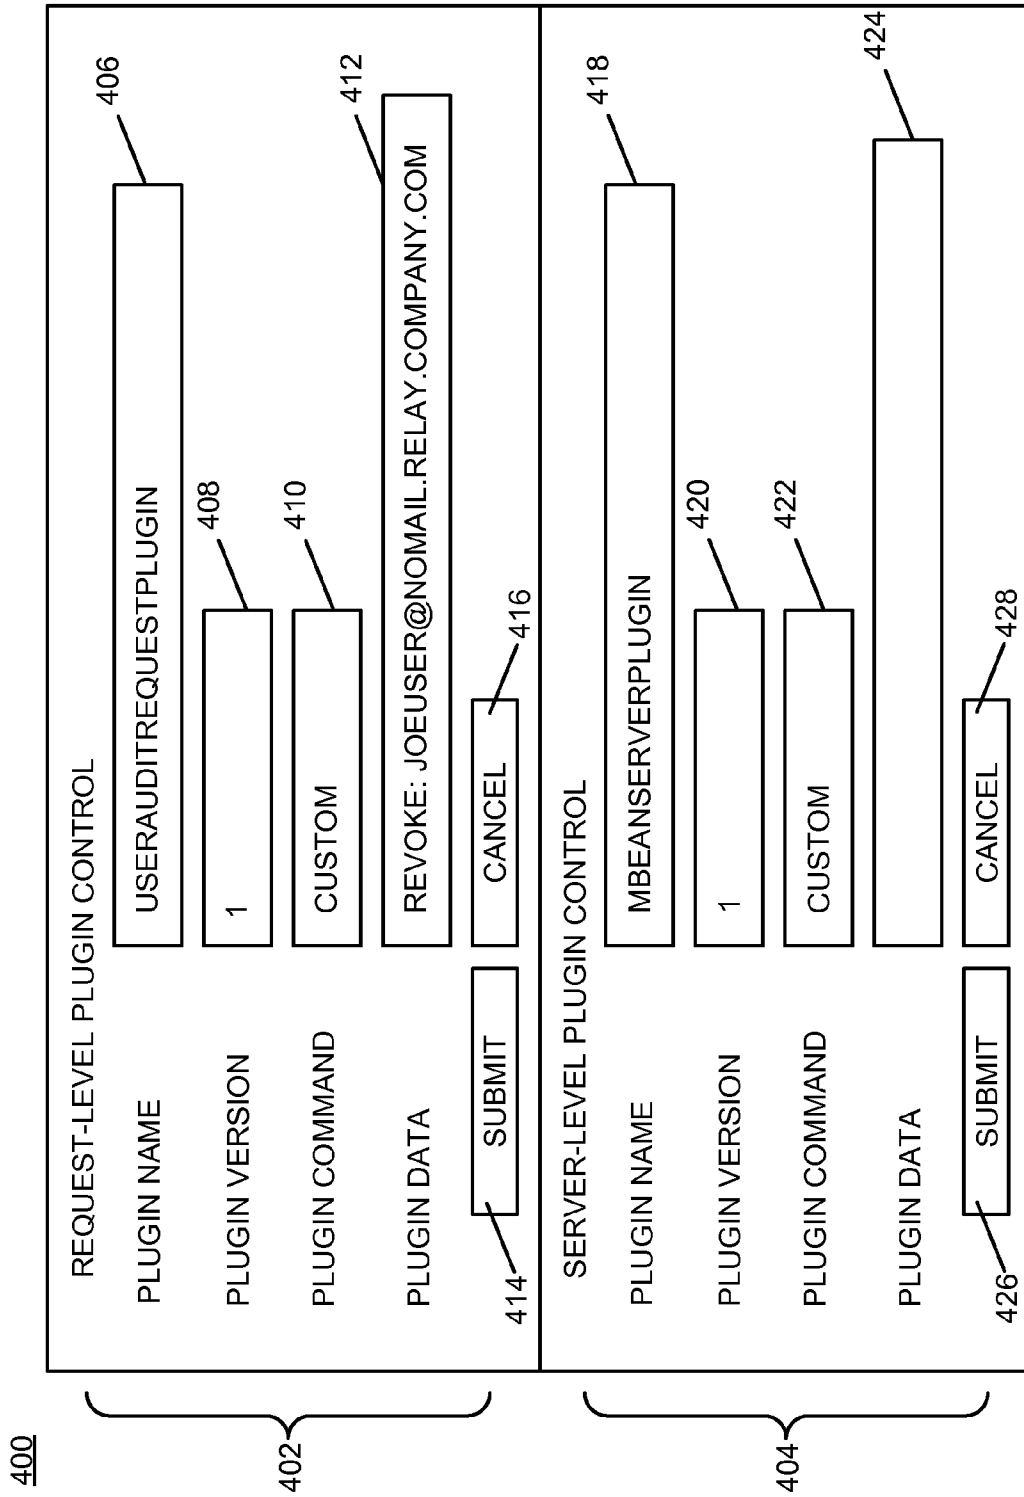 400
402
REQUEST-LEVEL PLUGIN CONTROL
PLUGIN NAME
USERAUDITREQUESTPLUGIN
406
PLUGIN VERSION
1
408
PLUGIN COMMAND
CUSTOM
410
PLUGIN DATA
REVOKE: JOEUSER@NOMAIL.RELAY.COMPANY.COM
412
414
SUBMIT
CANCEL
416
404
SERVER-LEVEL PLUGIN CONTROL
PLUGIN NAME
MBEANSERVERPLUGIN
418
PLUGIN VERSION
1
420
PLUGIN COMMAND
CUSTOM
422
PLUGIN DATA
424
426
SUBMIT
CANCEL
428